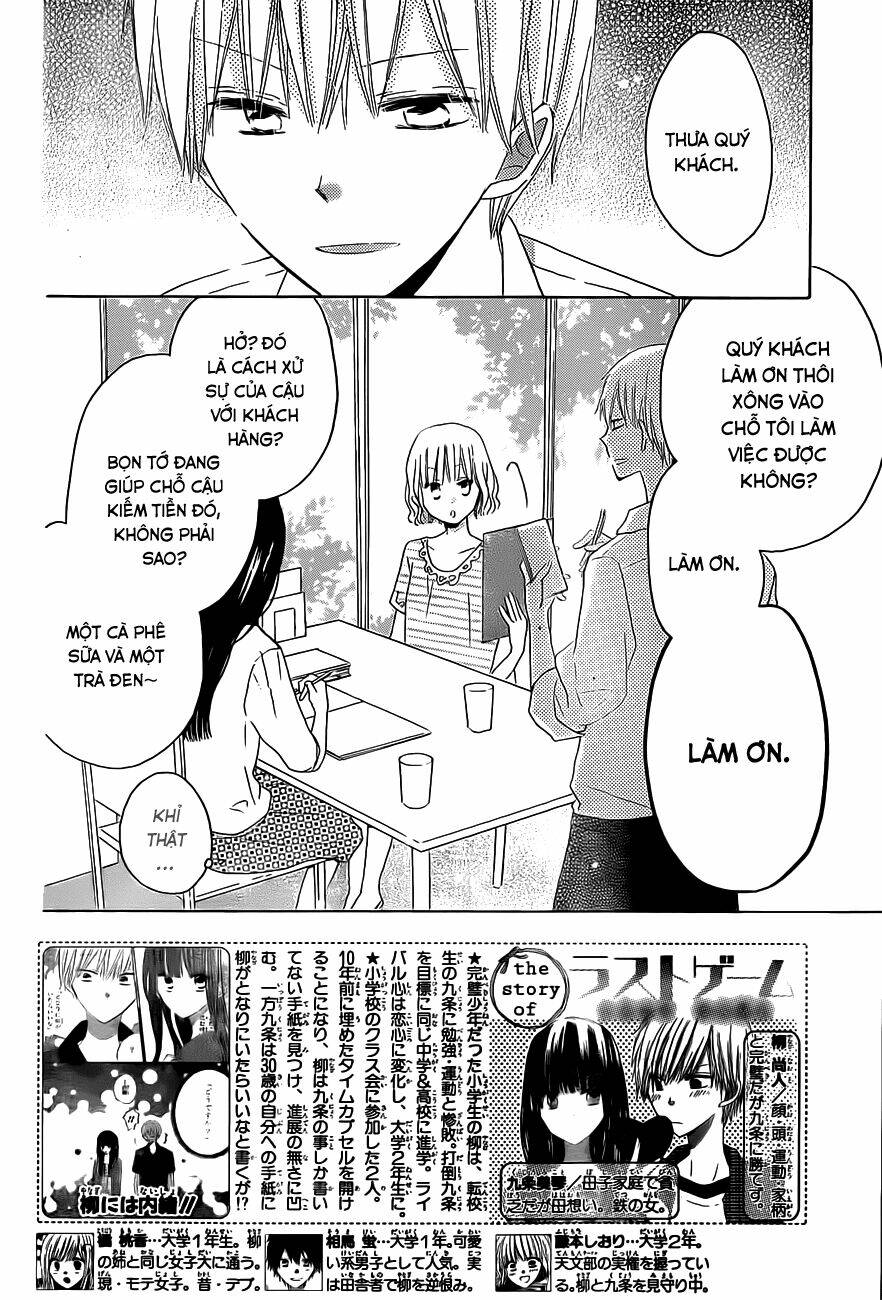 THƯA QUÝ
KHÁCH.
QUÝ KHÁCH
LÀM ƠN THÔI
XÔNG VÀO
CHỖ TÔI LÀM
VIỆC ĐƯỢC
KHÔNG?
LÀM ƠN.
LÀM ƠN.
HỞ? ĐÓ
LÀ CÁCH XỬ
SỰ CỦA CẬU
VỚI KHÁCH
HÀNG?
BỌN TỚ ĐANG
GIÚP CHỖ CẬU
KIẾM TIỀN ĐÓ,
KHÔNG PHẢI
SAO?
MỘT CÀ PHÊ
SỮA VÀ MỘT
TRÀ ĐEN~
KHỈ
THẬT
...
ラストゲーム
the
story
of
柳 尚人/顔・頭・運動・家柄
と完璧だが九条に勝てず。
九条美琴/母子家庭で貧
乏だが母想い。鉄の女。
★完璧少年だった小学生の柳は、転校
生の九条に勉強・運動と惨敗。打倒九条
を目標に同じ中学&高校に進学。ライ
バル心は恋心に変化し、大学2年生に。
★小学校のクラス会に参加した2人。
10年前に埋めたタイムカプセルを開け
ることになり、柳は九条の事しか書い
てない手紙を見つけ、進展の無さに凹
む。一方九条は30歳の自分への手紙に
柳がとなりにいたらいいなと書くが!?
柳には内緒!!
藤本しおり…大学2年。
天文部の実権を握ってい
る。柳と九条を見守り中。
相馬 蛍…大学1年。可愛
い系男子として人気。実
は田舎者で柳を逆恨み。
橘 桃香…大学1年生。柳
の姉と同じ女子大に通う。
現・モテ女子。昔・デブ。